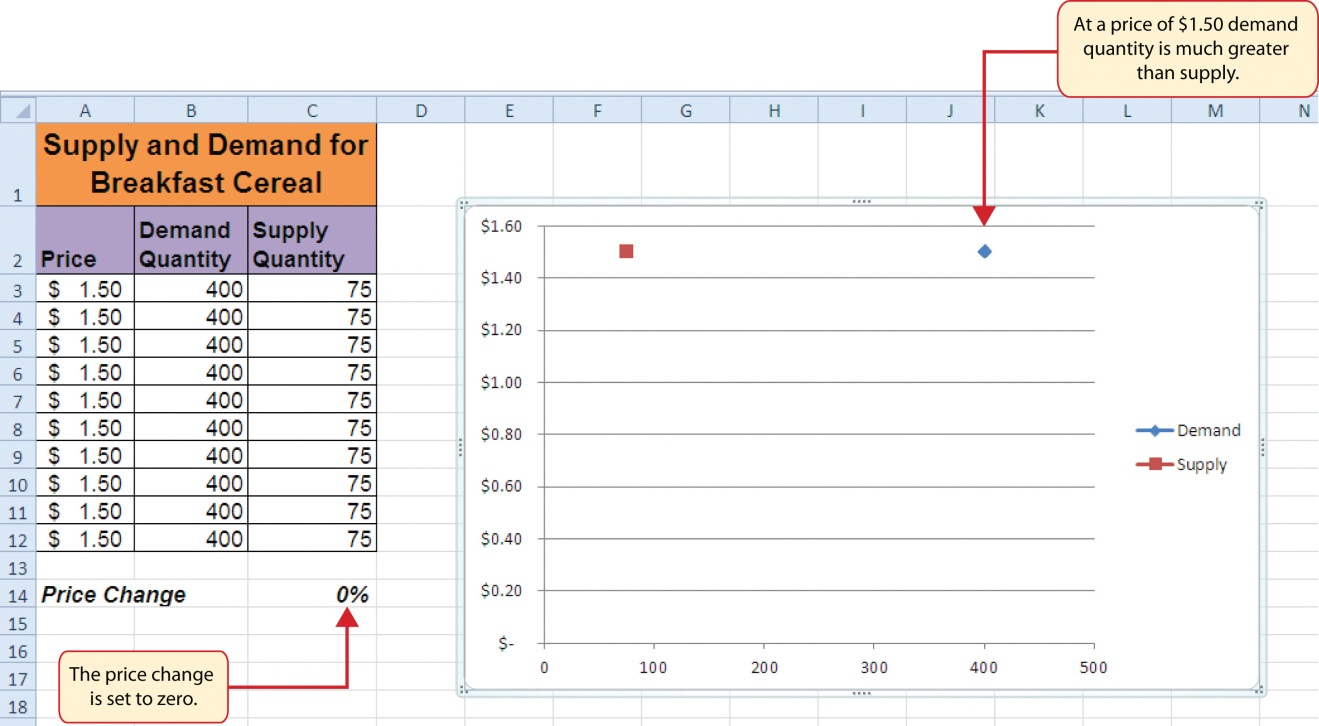 At a price of $1.50 demand
quantity is much greater
than supply.
A B C D E F G H I J K L M N
1 Supply and Demand for
Breakfast Cereal
2 Price Demand Quantity Supply Quantity
3 $ 1.50 400 75
4 $ 1.50 400 75
5 $ 1.50 400 75
6 $ 1.50 400 75
7 $ 1.50 400 75
8 $ 1.50 400 75
9 $ 1.50 400 75
10 $ 1.50 400 75
11 $ 1.50 400 75
12 $ 1.50 400 75
13
14 Price Change 0%
15
16
17
18
The price change
is set to zero.
$1.60
$1.40
$1.20
$1.00
$0.80
$0.60
$0.40
$0.20
$-
0 100 200 300 400 500
Demand
Supply